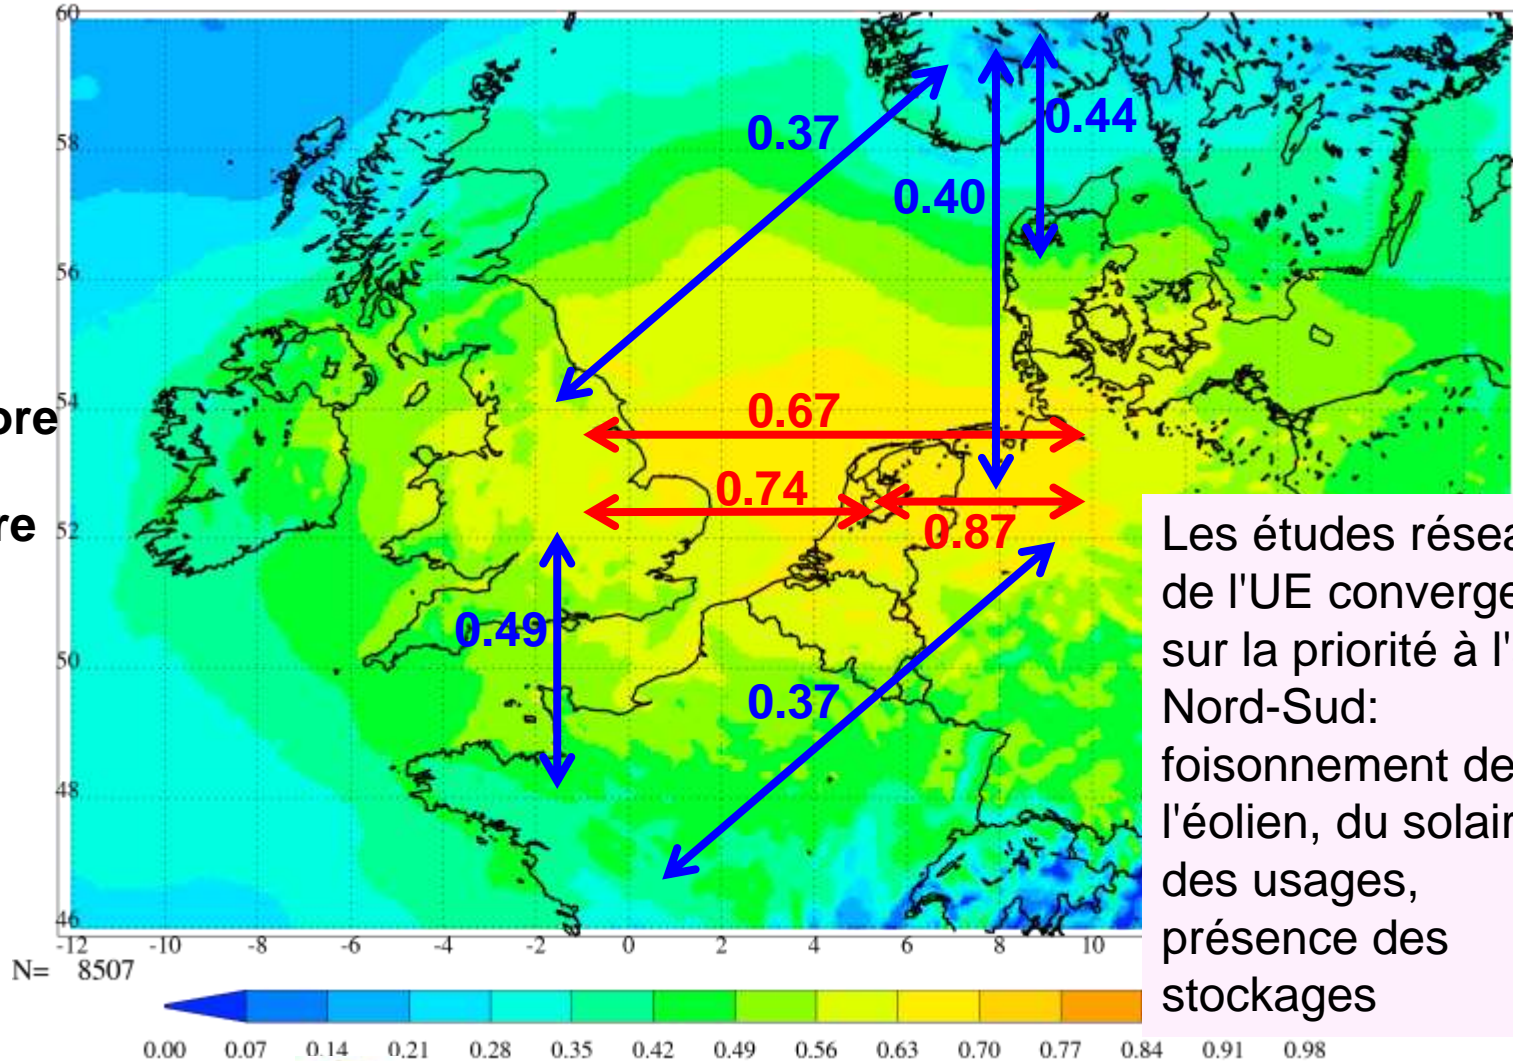 60
58
56
54
52
50
48
46
0.37
0.44
0.40
0.67
0.74
0.87
0.49
0.37
ore
re
Les études résea
de l'UE converge
sur la priorité à l'
Nord-Sud:
foisonnement de
l'éolien, du solair
des usages,
présence des
stockages
-12 -10 -8 -6 -4 -2 0 2 4 6 8 10
N= 8507
0.00 0.07 0.14 0.21 0.28 0.35 0.42 0.49 0.56 0.63 0.70 0.77 0.84 0.91 0.98